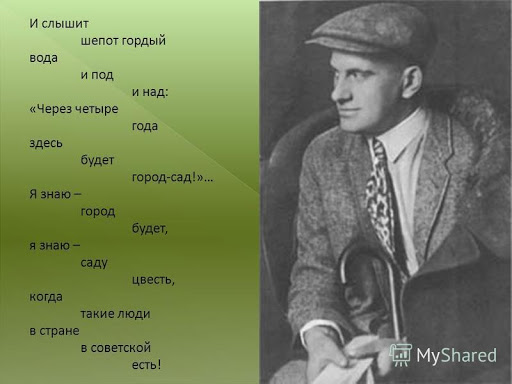 И слышит
шепот гордый
вода
и под
и над:
«Через четыре
года
здесь
будет
город-сад!»…
Я знаю –
город
будет,
я знаю –
саду
цвесть,
когда
такие люди
в стране
в советской
есть!
MyShared